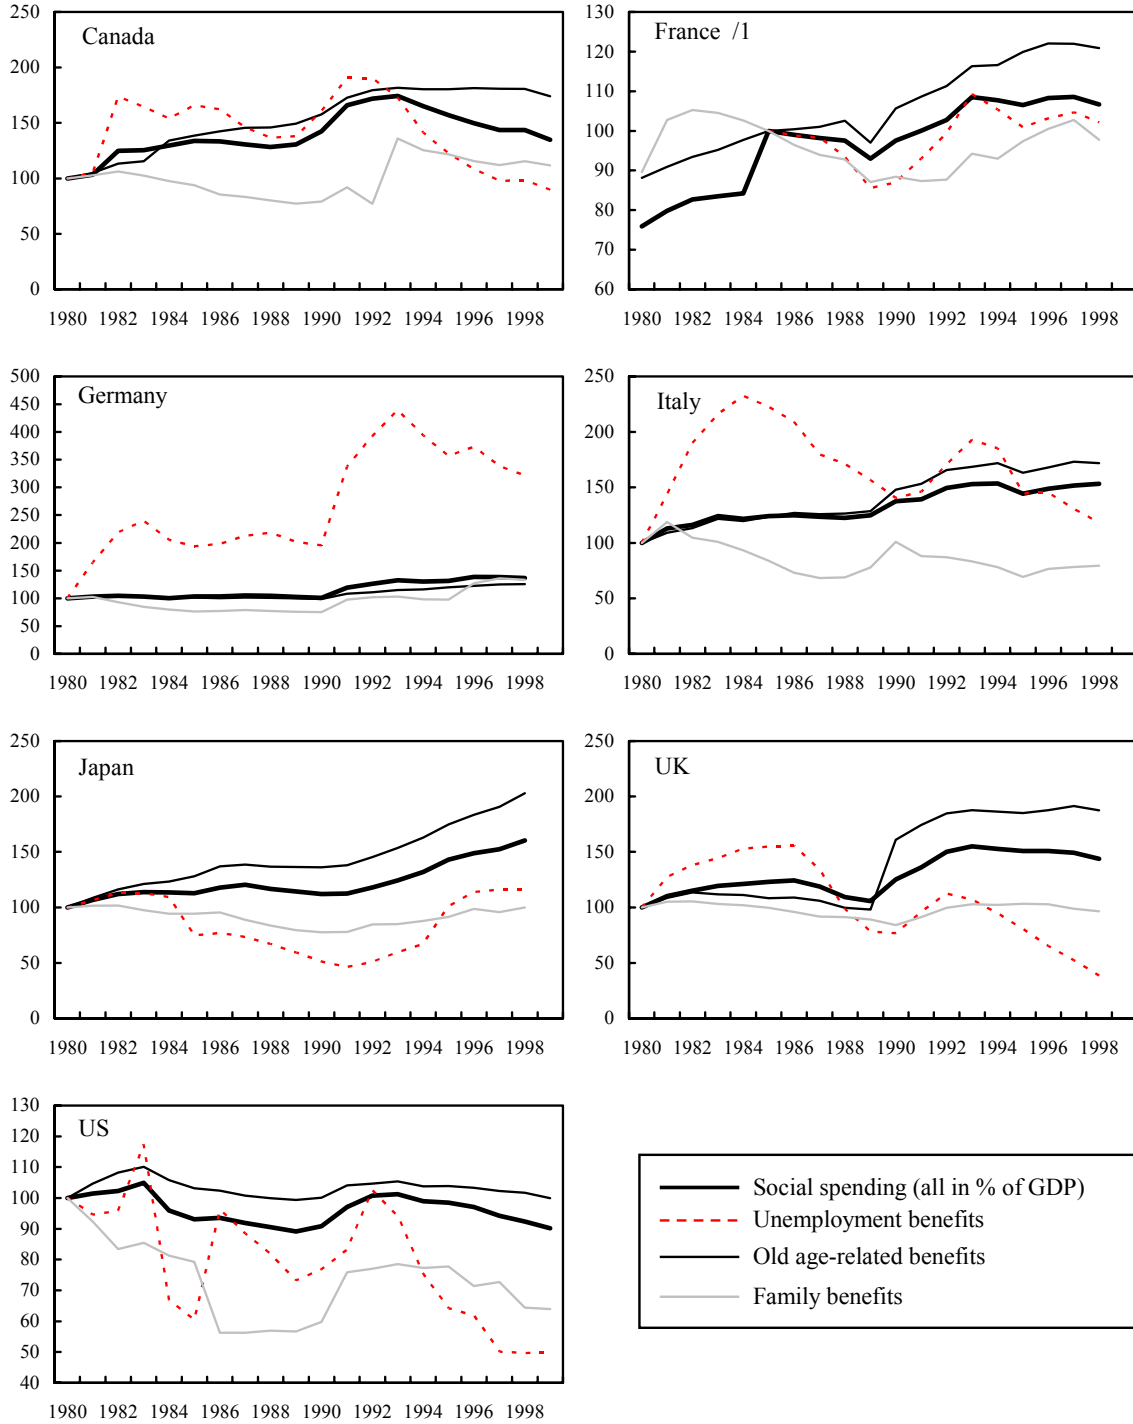 Canada
250
200
150
100
50
0
1980 1982 1984 1986 1988 1990 1992 1994 1996 1998
France /1
130
120
110
100
90
80
70
60
1980 1982 1984 1986 1988 1990 1992 1994 1996 1998
Germany
500
450
400
350
300
250
200
150
100
50
0
1980 1982 1984 1986 1988 1990 1992 1994 1996 1998
Italy
250
200
150
100
50
0
1980 1982 1984 1986 1988 1990 1992 1994 1996 1998
Japan
250
200
150
100
50
0
1980 1982 1984 1986 1988 1990 1992 1994 1996 1998
UK
250
200
150
100
50
0
1980 1982 1984 1986 1988 1990 1992 1994 1996 1998
US
130
120
110
100
90
80
70
60
50
40
1980 1982 1984 1986 1988 1990 1992 1994 1996 1998
Social spending (all in % of GDP)
Unemployment benefits
Old age-related benefits
Family benefits